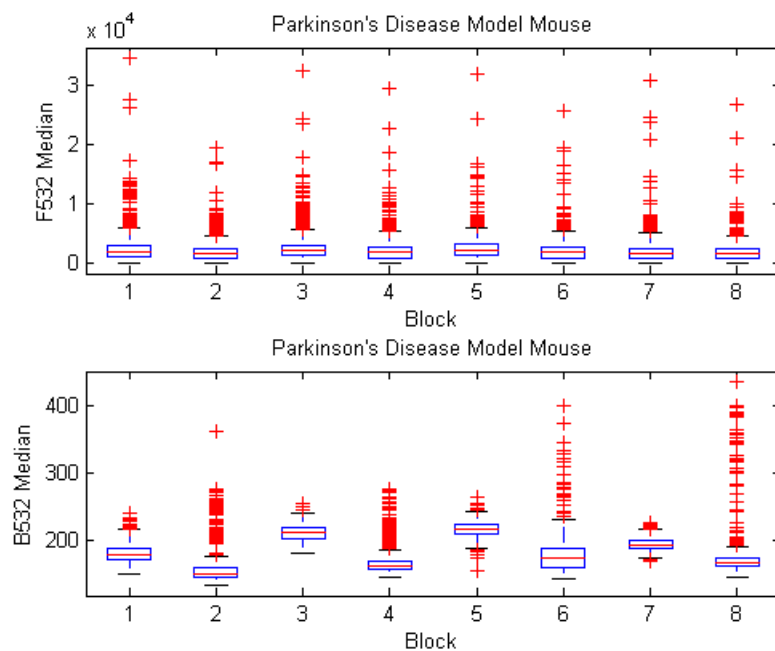 Parkinson's Disease Model Mouse
x 10^4
F532 Median
3
2
1
0
1 2 3 4 5 6 7 8
Block
Parkinson's Disease Model Mouse
B532 Median
400
300
200
1 2 3 4 5 6 7 8
Block